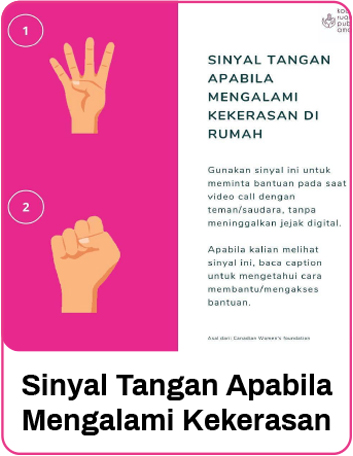 1
SINYAL TANGAN
APABILA
MENGALAMI
KEKERASAN DI
RUMAH
Gunakan sinyal ini untuk
meminta bantuan pada saat
video call dengan
teman/saudara, tanpa
meninggalkan jejak digital.
2
Apabila kalian melihat
sinyal ini, baca caption
untuk mengetahui cara
membantu/mengakses
bantuan.
Asal dari: Canadian Women's foundation
Sinyal Tangan Apabila
Mengalami Kekerasan